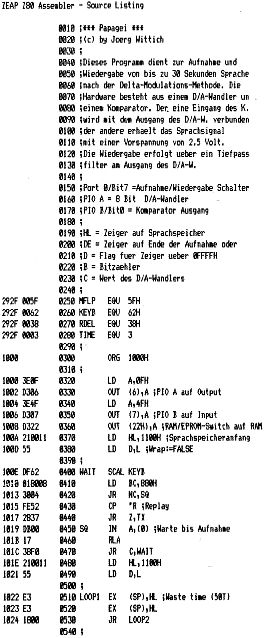 ZEAP Z80 Assembler - Source Listing
0010 ;*** Papagei ***
0020 ;(c) by Joerg Wittich
0030 ;
0040 ;Dieses Programm dient zur Aufnahme und
0050 ;Wiedergabe von bis zu 30 Sekunden Sprache
0060 ;nach der Delta-Modulations-Methode. Die
0070 ;Hardware besteht aus einem D/A-Wandler un
0080 ;einem Komparator. Der eine Eingang des K.
0090 ;wird mit dem Ausgang des D/A-W. verbunden
0100 ;der andere erhaelt das Sprachsignal
0110 ;mit einer Vorspannung von 2,5 Volt.
0120 ;Die Wiedergabe erfolgt ueber ein Tiefpass
0130 ;filter am Ausgang des D/A-W.
0140 ;
0150 ;Port 0/Bit7 =Aufnahme/Wiedergabe Schalter
0160 ;PIO A = 8 Bit D/A-Wandler
0170 ;PIO B/Bit0 = Komparator Ausgang
0180 ;
0190 ;HL = Zeiger auf Sprachspeicher
0200 ;DE = Zeiger auf Ende der Aufnahme oder
0210 ;D = Flag fuer Zeiger ueber 0FFFFH
0220 ;B = Bitzaehler
0230 ;C = Wert des D/A-Wandlers
0240 ;
292F 005F 0250 MFLP EQU 5FH
292F 0062 0260 KEYB EQU 62H
292F 0038 0270 RDEL EQU 38H
292F 0003 0280 TIME EQU 3
0290 ;
1000 0300 ORG 1000H
0310 ;
1000 3E0F 0320 LD A,0FH
1002 D306 0330 OUT (6),A ;PIO A auf Output
1004 3E4F 0340 LD A,4FH
1006 D307 0350 OUT (7),A ;PIO B auf Input
1008 D322 0360 OUT (22H),A ;RAM/EPROM-Switch auf RAM
100A 210011 0370 LD HL,1100H ;Sprachspeicheranfang
100D 55 0380 LD D,L ;Wrap:=FALSE
0390 ;
100E DF62 0400 WAIT SCAL KEYB
1010 018008 0410 LD BC,880H
1013 3004 0420 JR NC,SQ
1015 FE52 0430 CP "R ;Replay
1017 2837 0440 JR Z,TX
1019 DB00 0450 SQ IN A,(0) ;Warte bis Aufnahme
101B 17 0460 RLA
101C 38F0 0470 JR C,WAIT
101E 210011 0480 LD HL,1100H
1021 55 0490 LD D,L
0500 ;
1022 E3 0510 LOOP1 EX (SP),HL ;Waste time (50T)
1023 E3 0520 EX (SP),HL
1024 1800 0530 JR LOOP2
0540 ;